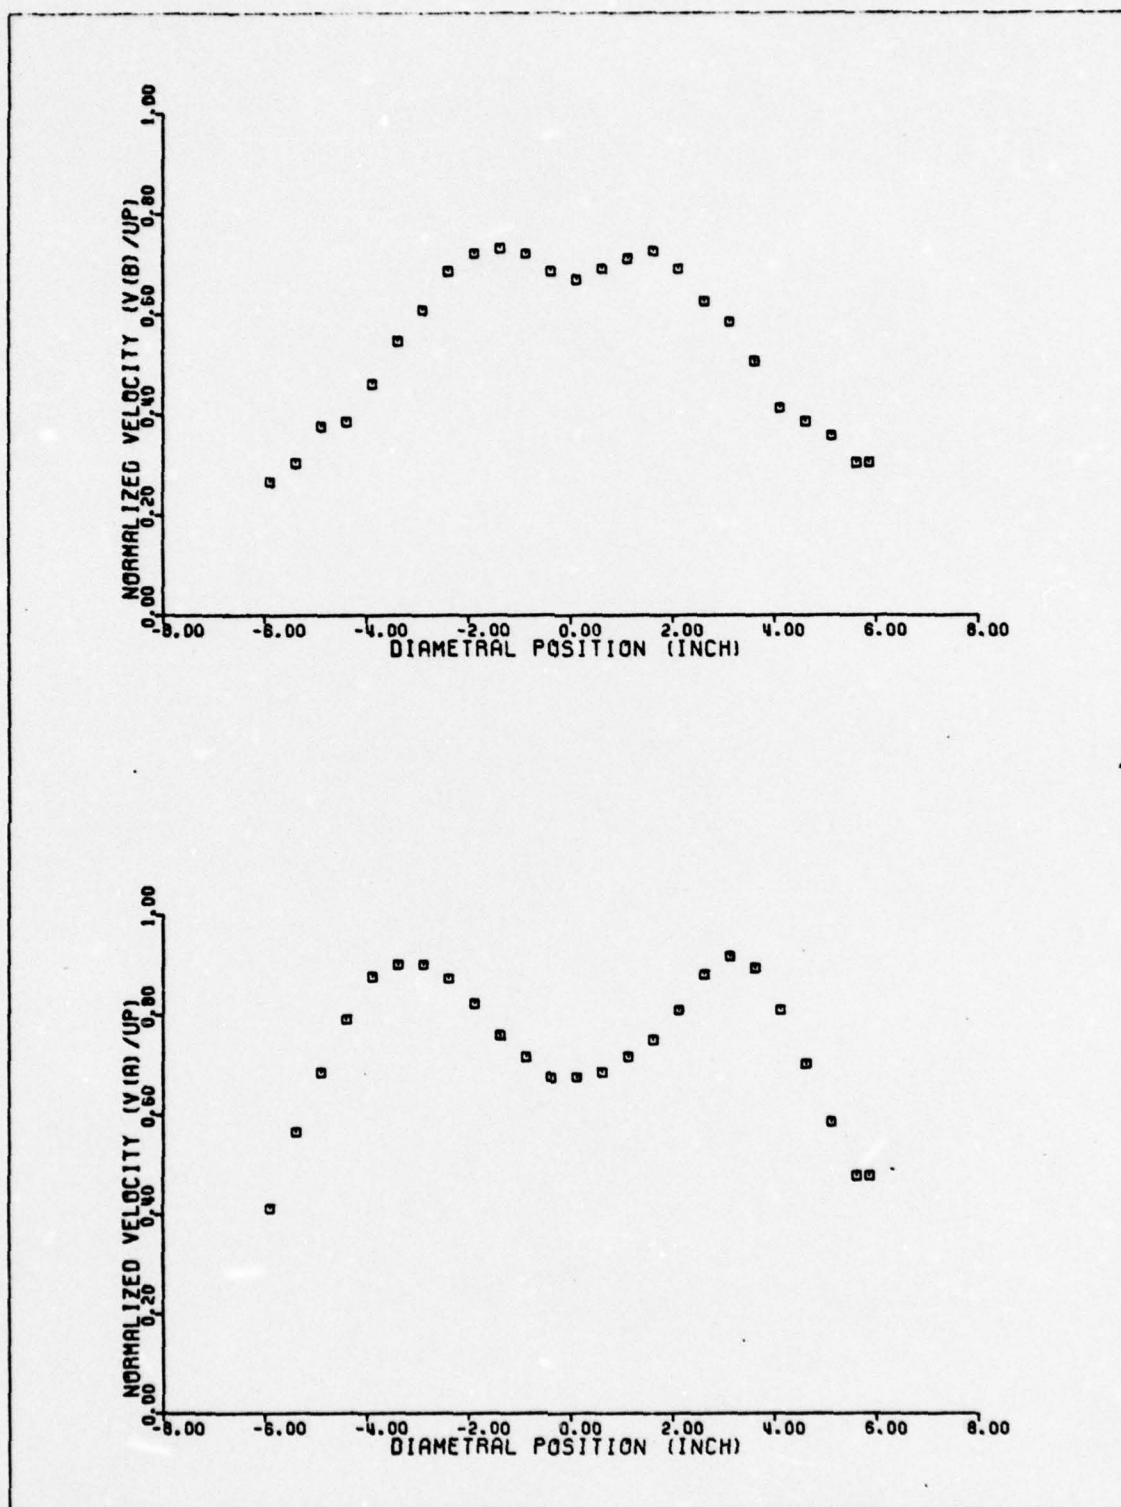 NORMALIZED VELOCITY (V(B)/UP)
1.00
0.80
0.60
0.40
0.20
0.00
-8.00 -6.00 -4.00 -2.00 0.00 2.00 4.00 6.00 8.00
DIAMETRAL POSITION (INCH)
NORMALIZED VELOCITY (V(A)/UP)
1.00
0.80
0.60
0.40
0.20
0.00
-8.00 -6.00 -4.00 -2.00 0.00 2.00 4.00 6.00 8.00
DIAMETRAL POSITION (INCH)